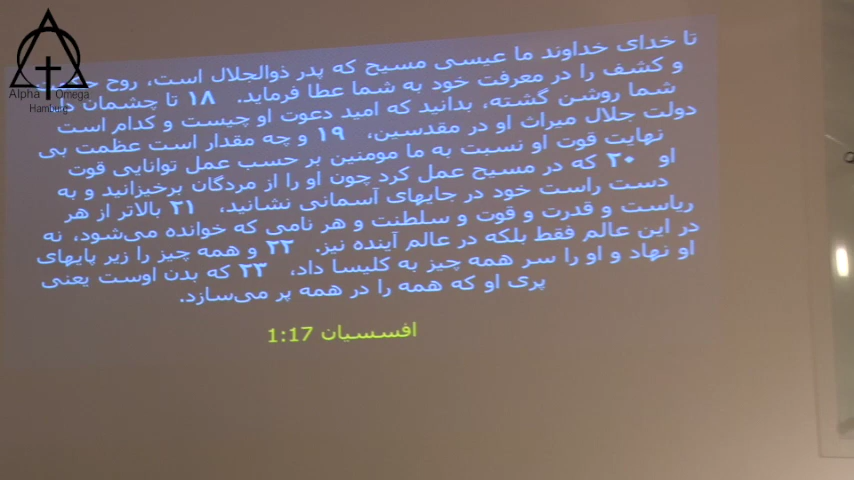 Alpha Omega
Hamburg
تا خدای خداوند ما عیسی مسیح که پدر ذوالجلال است، روح
و کشف را در معرفت خود به شما عطا فرماید. ۱۸ تا چشمان
شما روشن گشته، بدانید که امید دعوت او چیست و کدام است
دولت جلال میراث او در مقدسین، ۱۹ و چه مقدار است عظمت بی
نهایت قوت او نسبت به ما مومنین بر حسب عمل توانایی قوت
او ۲۰ که در مسیح عمل کرد چون او را از مردگان برخیزانید و به
دست راست خود در جایهای آسمانی نشانید، ۲۱ بالاتر از هر
ریاست و قدرت و قوت و سلطنت و هر نامی که خوانده می‌شود، نه
در این عالم فقط بلکه در عالم آینده نیز. ۲۲ و همه چیز را زیر پایهای
او نهاد و او را سر همه چیز به کلیسا داد، ۲۳ که بدن اوست یعنی
پری او که همه را در همه پر می‌سازد.
افسسیان 1:17